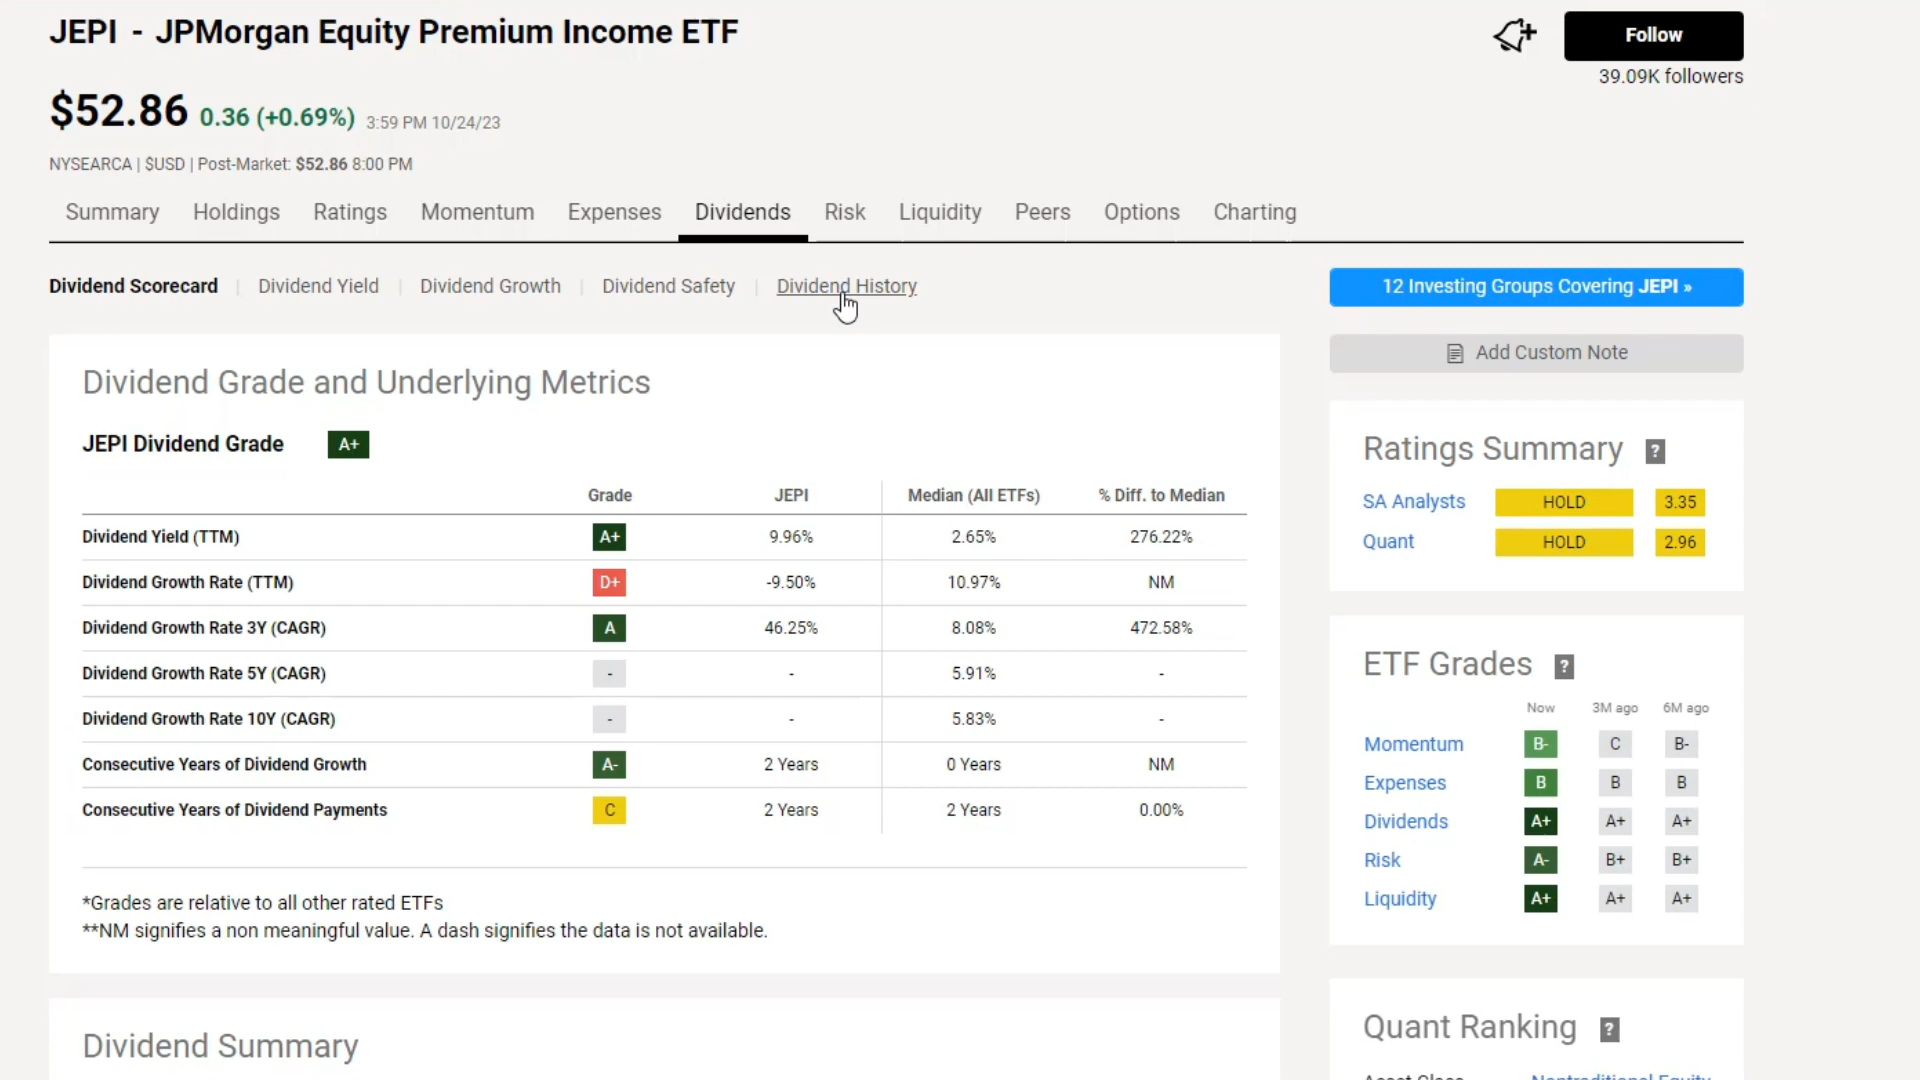 JEPI - JPMorgan Equity Premium Income ETF
Follow
39.09K followers
$52.86 0.36 (+0.69%) 3:59 PM 10/24/23
NYSEARCA | $USD | Post-Market: $52.86 8:00 PM
Summary Holdings Ratings Momentum Expenses Dividends Risk Liquidity Peers Options Charting
Dividend Scorecard | Dividend Yield | Dividend Growth | Dividend Safety | Dividend History
12 Investing Groups Covering JEPI »
Add Custom Note
Dividend Grade and Underlying Metrics
JEPI Dividend Grade A+
Grade JEPI Median (All ETFs) % Diff. to Median
Dividend Yield (TTM) A+ 9.96% 2.65% 276.22%
Dividend Growth Rate (TTM) D+ -9.50% 10.97% NM
Dividend Growth Rate 3Y (CAGR) A 46.25% 8.08% 472.58%
Dividend Growth Rate 5Y (CAGR) - - 5.91% -
Dividend Growth Rate 10Y (CAGR) - - 5.83% -
Consecutive Years of Dividend Growth A- 2 Years 0 Years NM
Consecutive Years of Dividend Payments C 2 Years 2 Years 0.00%
*Grades are relative to all other rated ETFs
**NM signifies a non meaningful value. A dash signifies the data is not available.
Dividend Summary
Ratings Summary ?
SA Analysts HOLD 3.35
Quant HOLD 2.96
ETF Grades ?
Now 3M ago 6M ago
Momentum B- C B-
Expenses B B B
Dividends A+ A+ A+
Risk A- B+ B+
Liquidity A+ A+ A+
Quant Ranking ?
Asset Class Nontraditional Equity